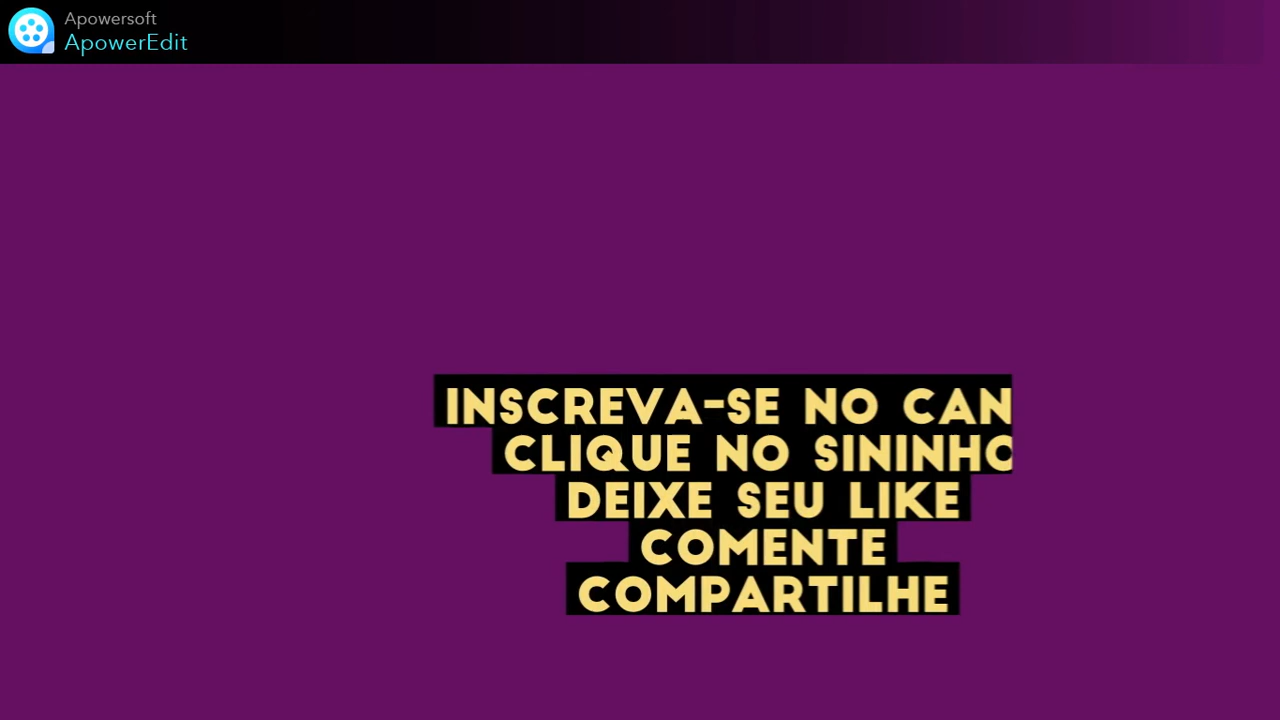 Apowersoft
ApowerEdit
INSCREVA-SE NO CAN
CLIQUE NO SININHO
DEIXE SEU LIKE
COMENTE
COMPARTILHE